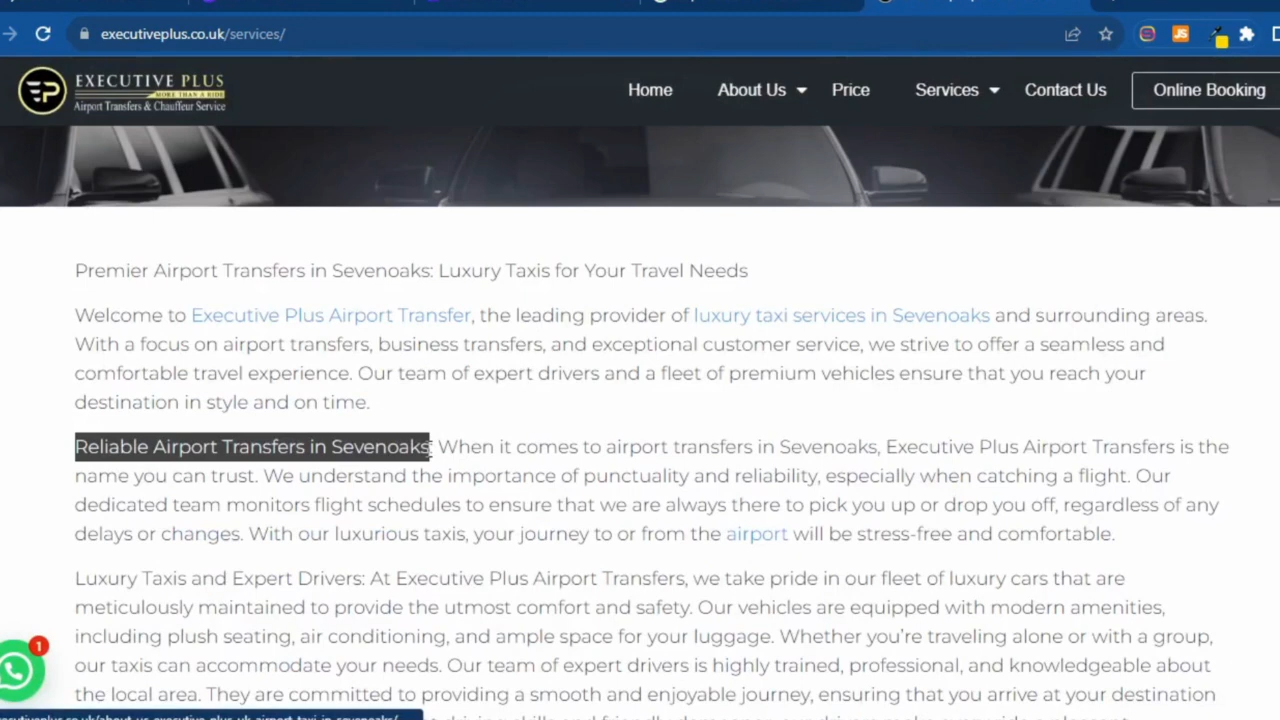 executiveplus.co.uk/services/
JS
EP
EXECUTIVE PLUS
MORE THAN A RIDE
Airport Transfers & Chauffeur Service
Home
About Us
Price
Services
Contact Us
Online Booking
Premier Airport Transfers in Sevenoaks: Luxury Taxis for Your Travel Needs
Welcome to Executive Plus Airport Transfer, the leading provider of luxury taxi services in Sevenoaks and surrounding areas.
With a focus on airport transfers, business transfers, and exceptional customer service, we strive to offer a seamless and
comfortable travel experience. Our team of expert drivers and a fleet of premium vehicles ensure that you reach your
destination in style and on time.
Reliable Airport Transfers in Sevenoaks: When it comes to airport transfers in Sevenoaks, Executive Plus Airport Transfers is the
name you can trust. We understand the importance of punctuality and reliability, especially when catching a flight. Our
dedicated team monitors flight schedules to ensure that we are always there to pick you up or drop you off, regardless of any
delays or changes. With our luxurious taxis, your journey to or from the airport will be stress-free and comfortable.
Luxury Taxis and Expert Drivers: At Executive Plus Airport Transfers, we take pride in our fleet of luxury cars that are
meticulously maintained to provide the utmost comfort and safety. Our vehicles are equipped with modern amenities,
including plush seating, air conditioning, and ample space for your luggage. Whether you’re traveling alone or with a group,
our taxis can accommodate your needs. Our team of expert drivers is highly trained, professional, and knowledgeable about
1
the local area. They are committed to providing a smooth and enjoyable journey, ensuring that you arrive at your destination